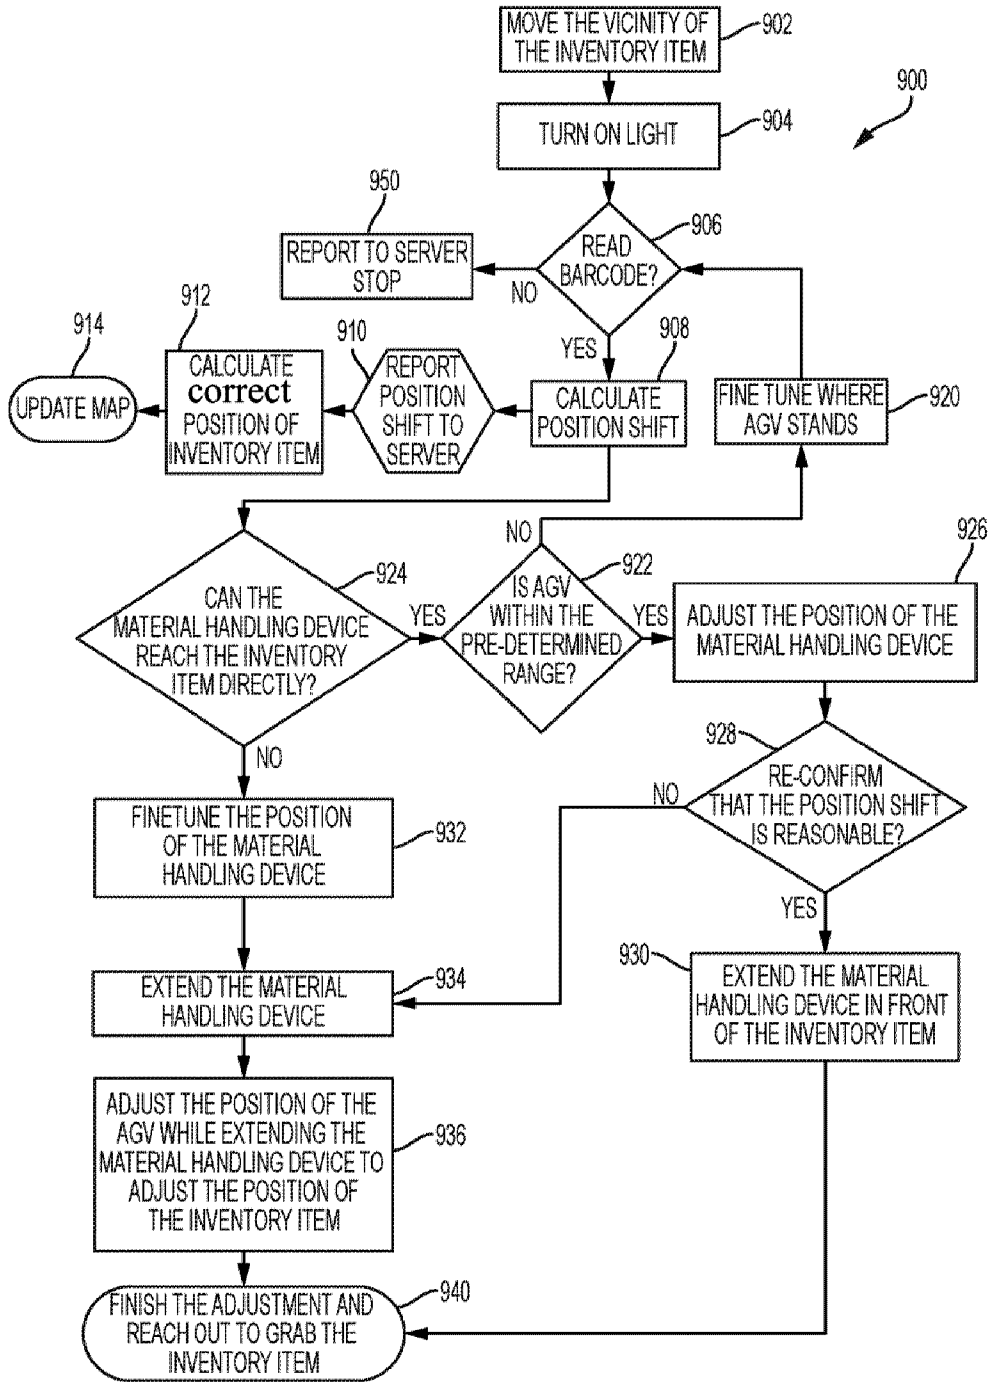 MOVE THE VICINITY OF
THE INVENTORY ITEM
902
900
TURN ON LIGHT
904
950
REPORT TO SERVER
STOP
READ
BARCODE?
906
NO
YES
914
UPDATE MAP
912
CALCULATE
correct
POSITION OF
INVENTORY ITEM
910
REPORT
POSITION
SHIFT TO
SERVER
908
CALCULATE
POSITION SHIFT
FINE TUNE WHERE
AGV STANDS
920
CAN THE
MATERIAL HANDLING DEVICE
REACH THE INVENTORY
ITEM DIRECTLY?
924
YES
NO
NO
IS AGV
WITHIN THE
PRE-DETERMINED
RANGE?
922
YES
926
ADJUST THE POSITION OF THE
MATERIAL HANDLING DEVICE
928
RE-CONFIRM
THAT THE POSITION SHIFT
IS REASONABLE?
NO
YES
FINETUNE THE POSITION
OF THE MATERIAL
HANDLING DEVICE
932
EXTEND THE MATERIAL
HANDLING DEVICE
934
930
EXTEND THE MATERIAL
HANDLING DEVICE IN FRONT
OF THE INVENTORY ITEM
ADJUST THE POSITION OF THE
AGV WHILE EXTENDING THE
MATERIAL HANDLING DEVICE TO
ADJUST THE POSITION OF
THE INVENTORY ITEM
936
FINISH THE ADJUSTMENT AND
REACH OUT TO GRAB THE
INVENTORY ITEM
940